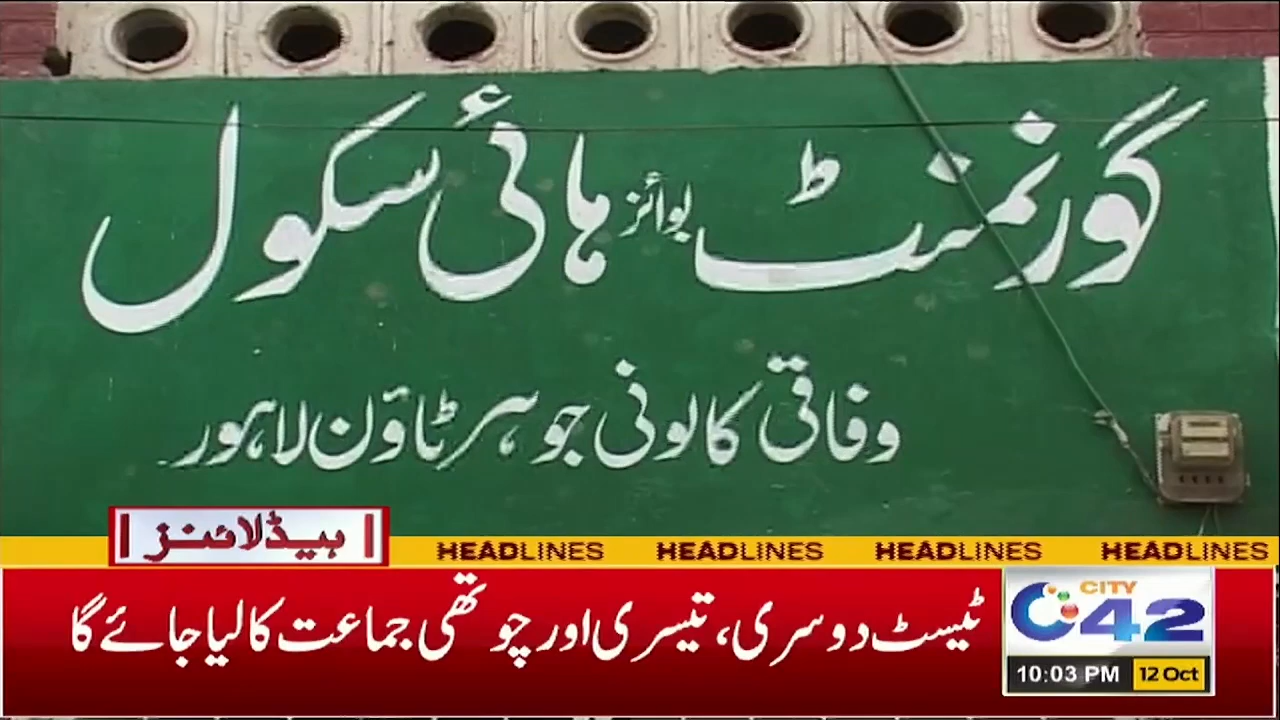 گورنمنٹ بوائز ہائی سکول
وفاقی کالونی جوہر ٹاؤن لاہور
ہیڈلائنز
HEADLINES HEADLINES HEADLINES HEADLINES
ٹیسٹ دوسری، تیسری اور چوتھی جماعت کا لیا جائے گا
CITY
42
10:03 PM 12 Oct